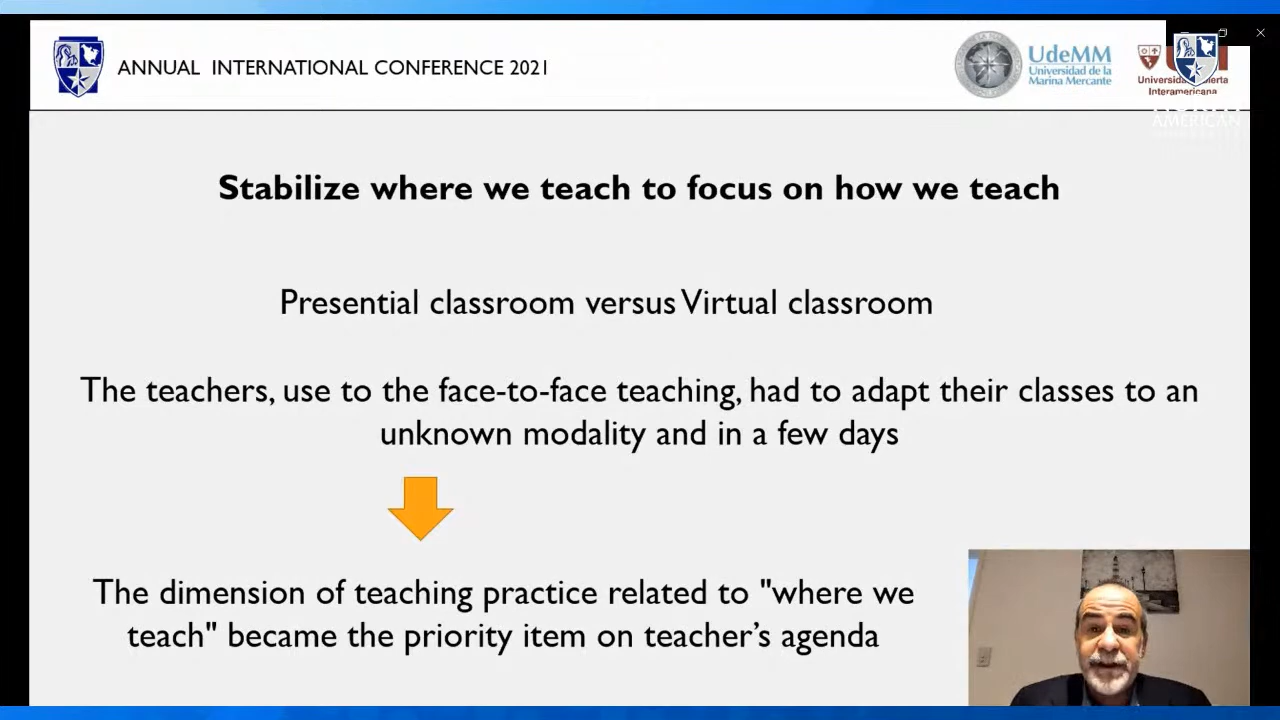 ANNUAL INTERNATIONAL CONFERENCE 2021
UdeMM
Universidad de la
Marina Mercante
Interamericana
AMERICAN
Stabilize where we teach to focus on how we teach
Presential classroom versus Virtual classroom
The teachers, use to the face-to-face teaching, had to adapt their classes to an
unknown modality and in a few days
The dimension of teaching practice related to "where we
teach" became the priority item on teacher’s agenda